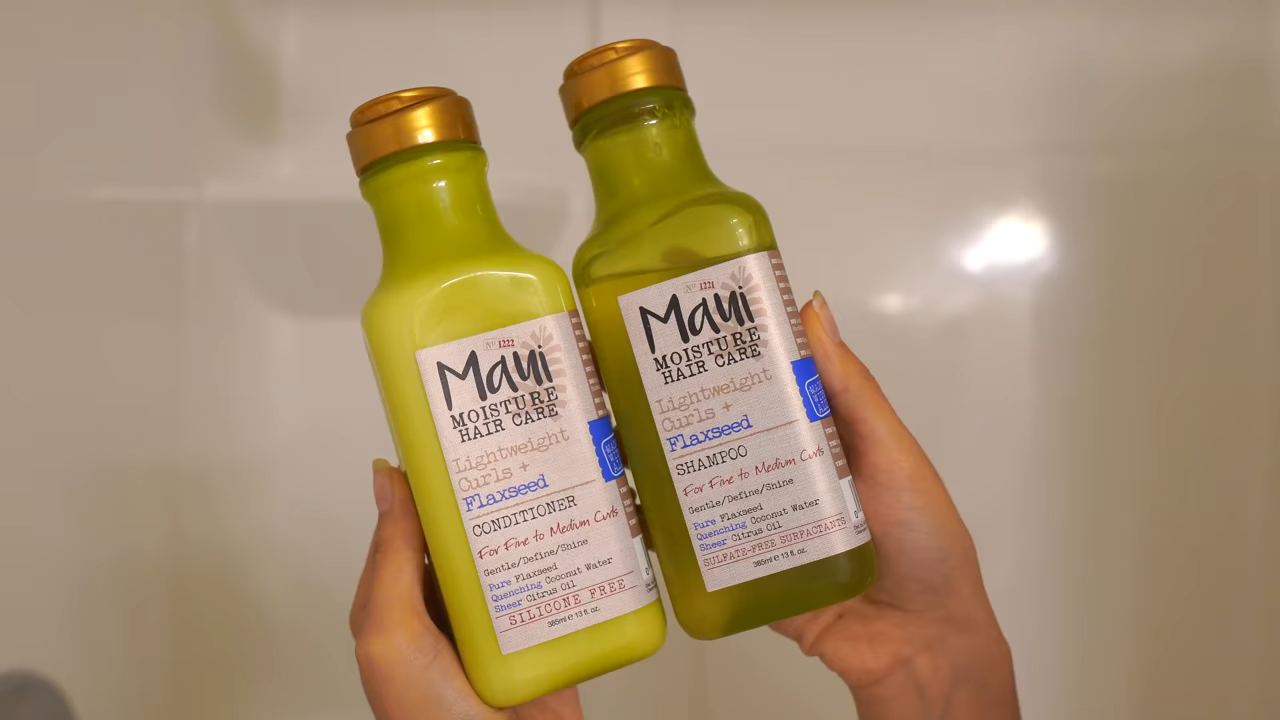 Nº 1222
Maui
MOISTURE
HAIR CARE
Lightweight
Curls +
Flaxseed
CONDITIONER
For Fine to Medium Curls
Gentle/Define/Shine
Pure Flaxseed
Quenching Coconut Water
Sheer Citrus Oil
SILICONE FREE
385ml e 13 fl. oz.
Nº 1221
Maui
MOISTURE
HAIR CARE
Lightweight
Curls +
Flaxseed
SHAMPOO
For Fine to Medium Curls
Gentle/Define/Shine
Pure Flaxseed
Quenching Coconut Water
Sheer Citrus Oil
SULFATE-FREE SURFACTANTS
385ml e 13 fl. oz.